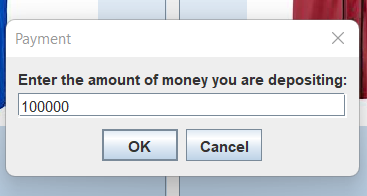 Payment
Enter the amount of money you are depositing:
100000
OK
Cancel